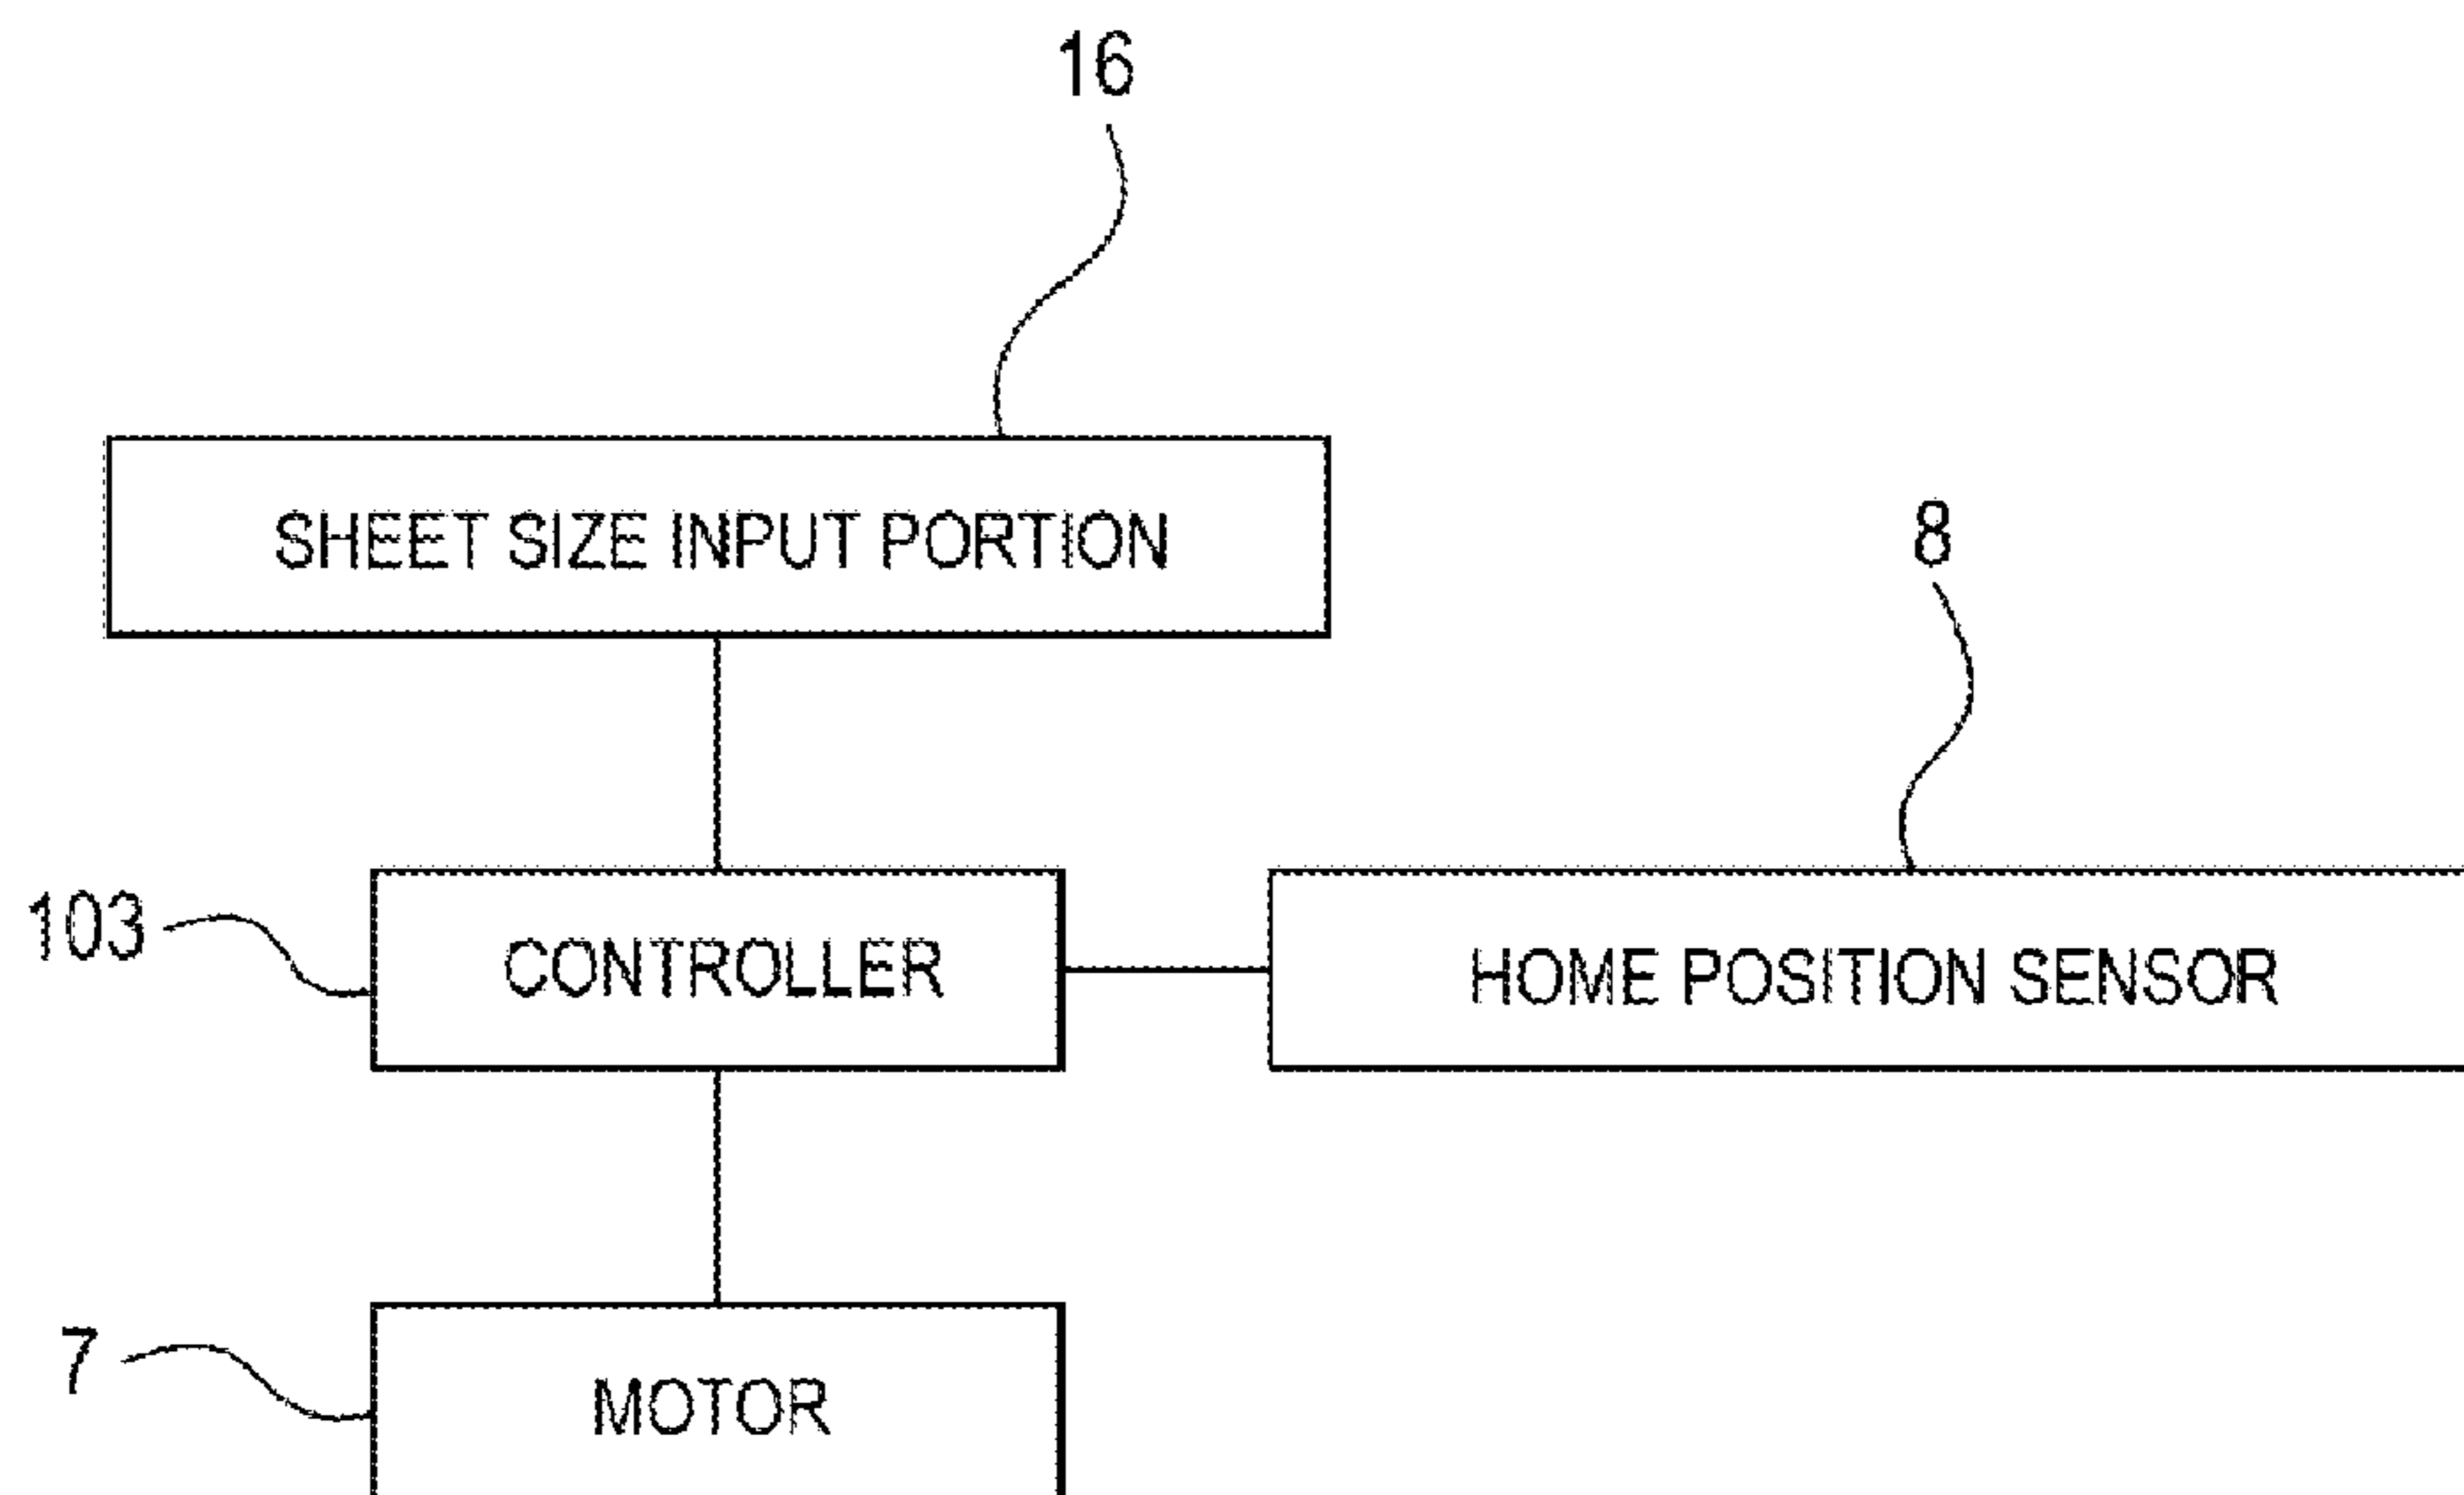 16
SHEET SIZE INPUT PORTION
8
103
CONTROLLER
HOME POSITION SENSOR
7
MOTOR